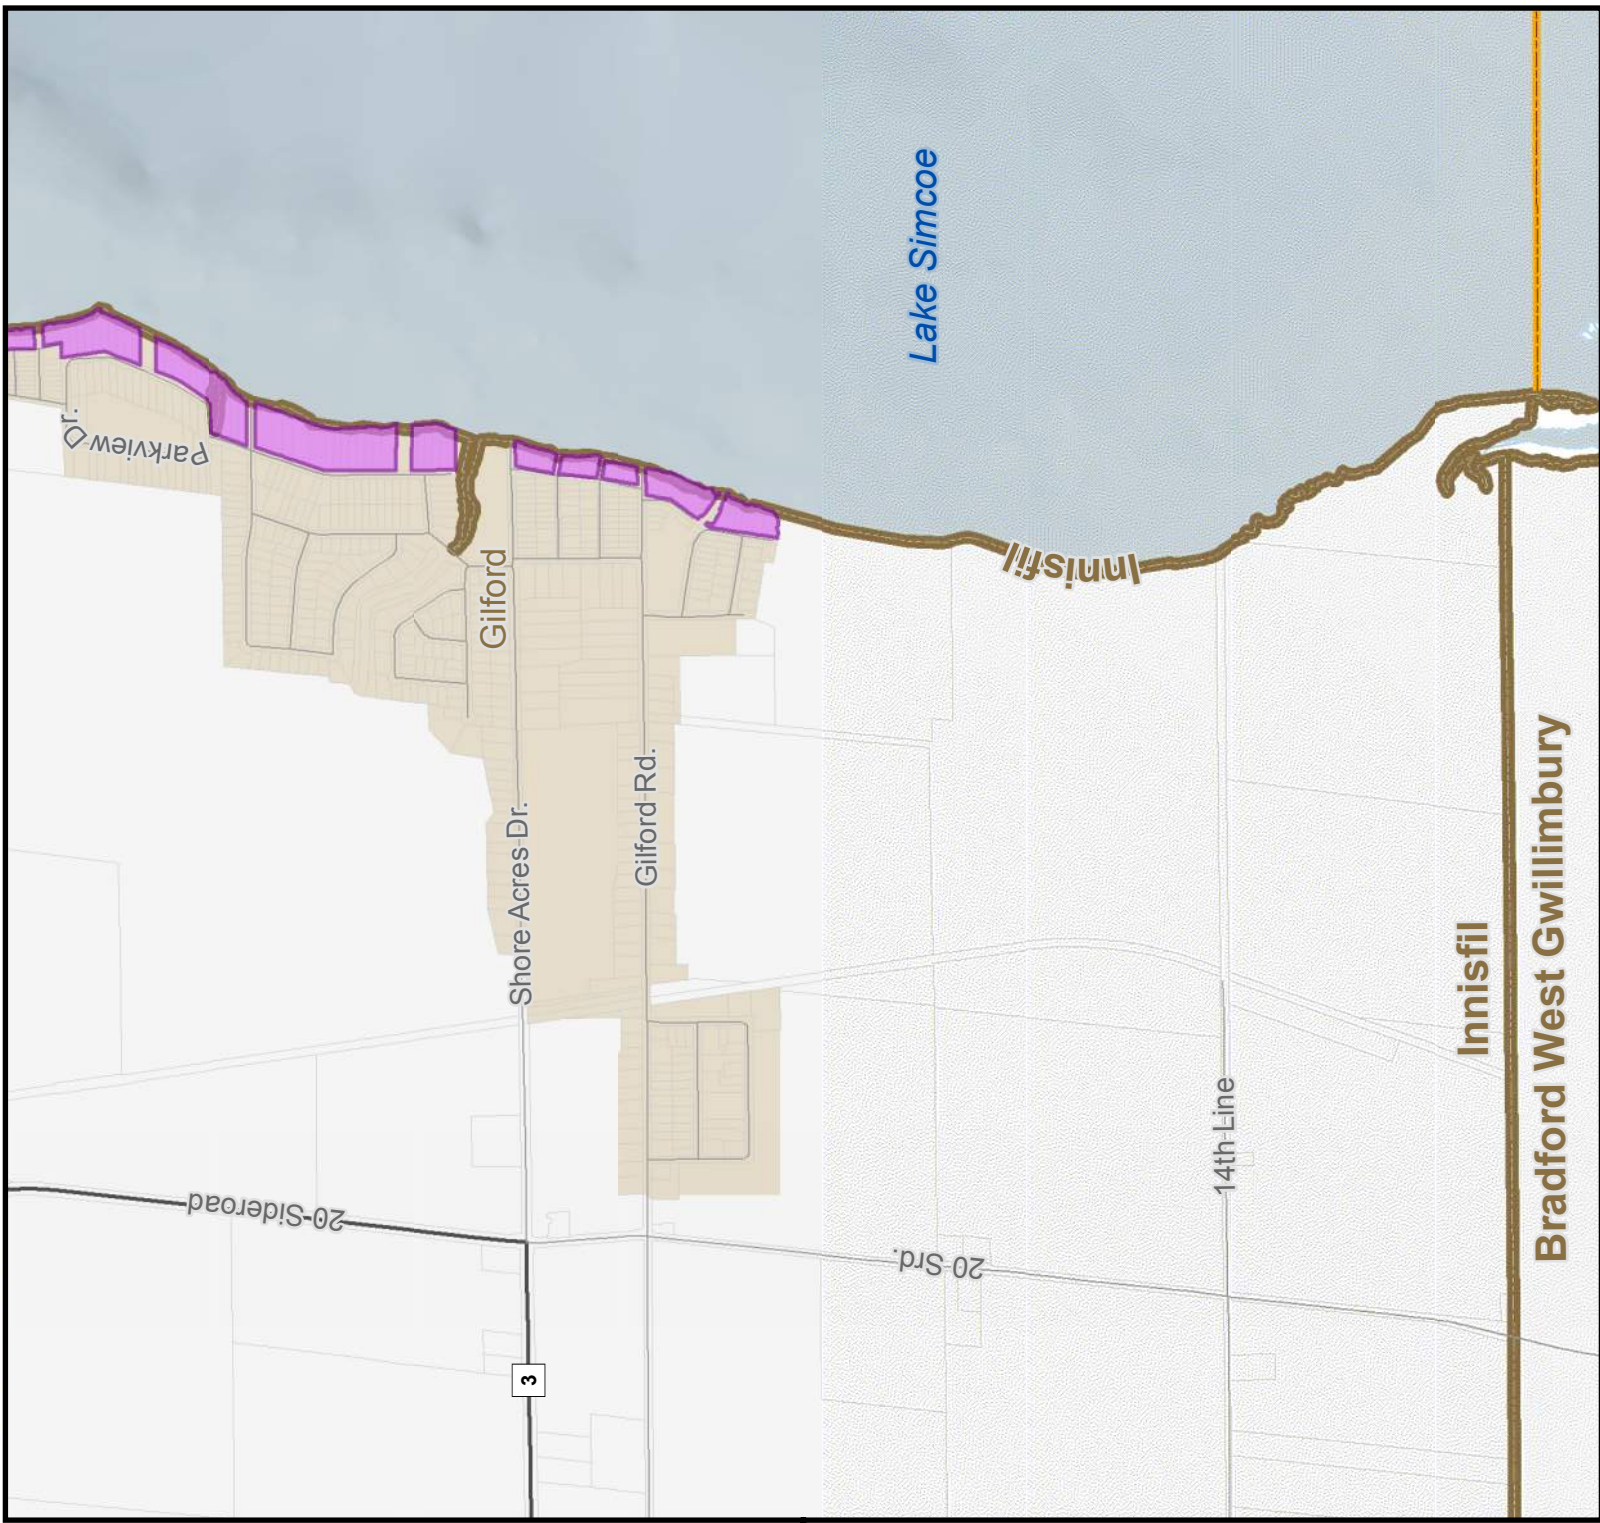 Lake Simcoe
Parkview Dr.
Gilford
Innisfil
Shore Acres Dr.
Gilford Rd.
Innisfil
Bradford West Gwillimbury
14th Line
20 Sideroad
20 Srd.
3